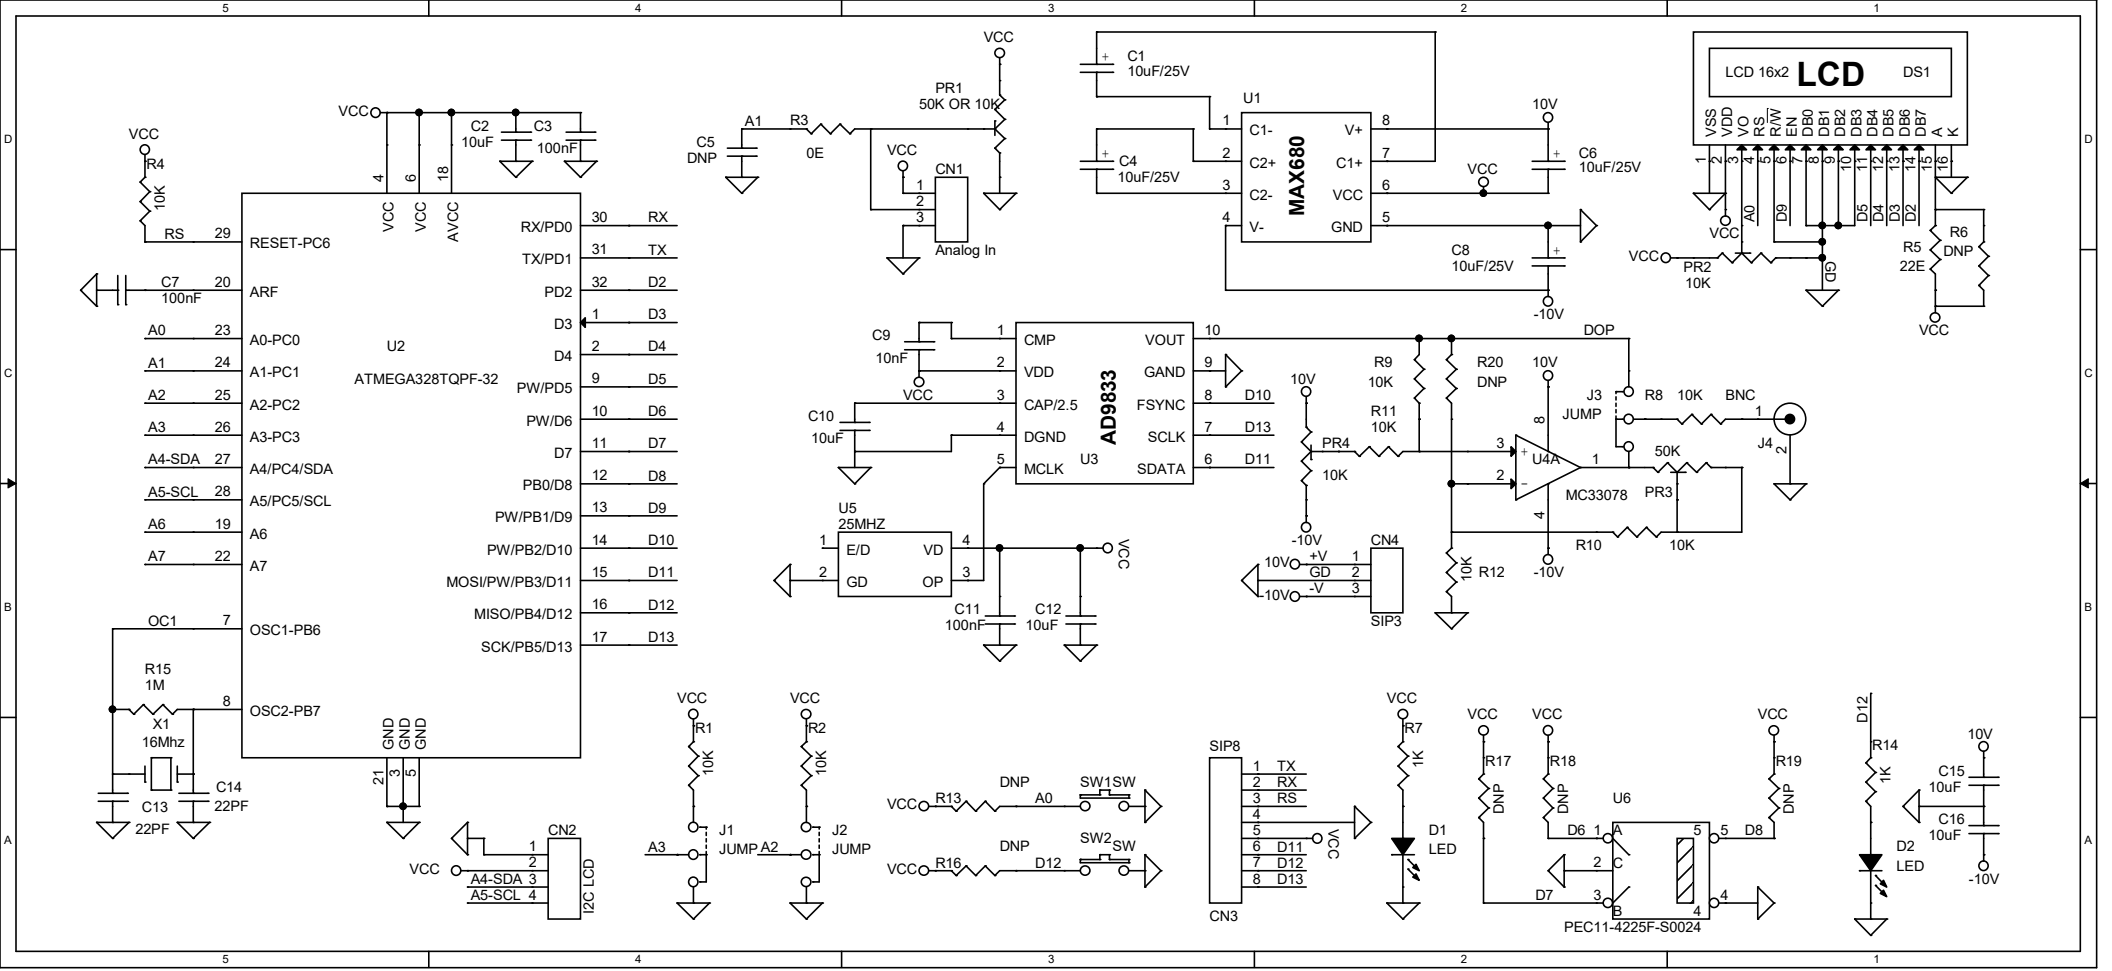 5 4 3 2 1
D
C
B
A
VCC
R4
10K
RS 29
C7
100nF
20
A0 23
A1 24
A2 25
A3 26
A4-SDA 27
A5-SCL 28
A6 19
A7 22
OC1 7
R15
1M
8
X1
16Mhz
C13
22PF
C14
22PF
VCC
4 6 18
C2
10uF
C3
100nF
VCC VCC AVCC
RESET-PC6
ARF
A0-PC0
A1-PC1
A2-PC2
A3-PC3
A4/PC4/SDA
A5/PC5/SCL
A6
A7
OSC1-PB6
OSC2-PB7
U2
ATMEGA328TQPF-32
GND GND GND
21 3 5
RX/PD0 30 RX
TX/PD1 31 TX
PD2 32 D2
D3 1 D3
D4 2 D4
PW/PD5 9 D5
PW/D6 10 D6
D7 11 D7
PB0/D8 12 D8
PW/PB1/D9 13 D9
PW/PB2/D10 14 D10
MOSI/PW/PB3/D11 15 D11
MISO/PB4/D12 16 D12
SCK/PB5/D13 17 D13
C5
DNP
A1
R3
0E
VCC
PR1
50K OR 10K
VCC
CN1
1
2
3
Analog In
C1
10uF/25V
C4
10uF/25V
U1
MAX680
1 C1-
2 C2+
3 C2-
4 V-
V+ 8
C1+ 7
VCC 6
GND 5
10V
C6
10uF/25V
VCC
C8
10uF/25V
-10V
LCD 16x2 LCD DS1
VSS VDD VO RS R/W EN DB0 DB1 DB2 DB3 DB4 DB5 DB6 DB7 A K
1 2 3 4 5 6 7 8 9 10 11 12 13 14 15 16
A0 D9 D5 D4 D3 D2
VCC
VCC
PR2
10K
GD
R5
22E
R6
DNP
VCC
C9
10nF
VCC
C10
10uF
AD9833
U3
1 CMP
2 VDD
3 CAP/2.5
4 DGND
5 MCLK
VOUT 10
GAND 9
FSYNC 8 D10
SCLK 7 D13
SDATA 6 D11
U5
25MHZ
1 E/D
2 GD
VD 4
OP 3
VCC
C11
100nF
C12
10uF
DOP
R9
10K
R20
DNP
R11
10K
10V
PR4
10K
-10V
10V
8
3
+
2
-
U4A
1
4
MC33078
-10V
J3
JUMP
R8 10K BNC
1
J4
2
50K
PR3
R10 10K
10K
R12
CN4
10V +V 1
GD 2
-10V -V 3
SIP3
CN2
1
VCC 2
A4-SDA 3
A5-SCL 4
I2C LCD
VCC
R1
10K
A3
J1
JUMP
VCC
R2
10K
A2
J2
JUMP
VCC R13 DNP A0 SW1 SW
VCC R16 DNP D12 SW2 SW
SIP8
1 TX
2 RX
3 RS
4
5 VCC
6 D11
7 D12
8 D13
CN3
VCC
R7
1K
D1
LED
VCC
R17
DNP
VCC
R18
DNP
VCC
R19
DNP
U6
D6 1 A
2 C
D7 3 B
5 5 D8
4 4
PEC11-4225F-S0024
D12
R14
1K
D2
LED
10V
C15
10uF
C16
10uF
-10V
D
C
B
A
5 4 3 2 1